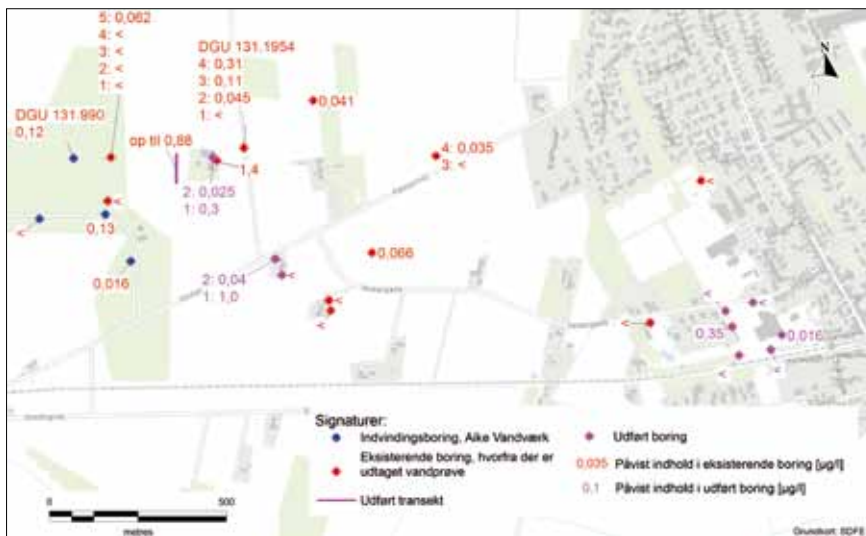 5: 0,062
4: <
3: <
2: <
1: <
DGU 131.1954
4: 0,31
3: 0,11
2: 0,045
1: <
N
DGU 131.990
0,12
op til 0,88
0,041
1,4
4: 0,035
3: <
2: 0,025
1: 0,3
<
<
<
0,13
0,016
0,066
2: 0,04
1: 1,0
<
<
<
<
<
<
0,35
0,016
<
<
Signaturer:
Indvindingsboring, Aike Vandværk
Eksisterende boring, hvorfra der er
udtaget vandprøve
Udført transekt
Udført boring
0,035 Påvist indhold i eksisterende boring [µg/l]
0,1 Påvist indhold i udført boring [µg/l]
0 500
metres
Grundkort: SDFE